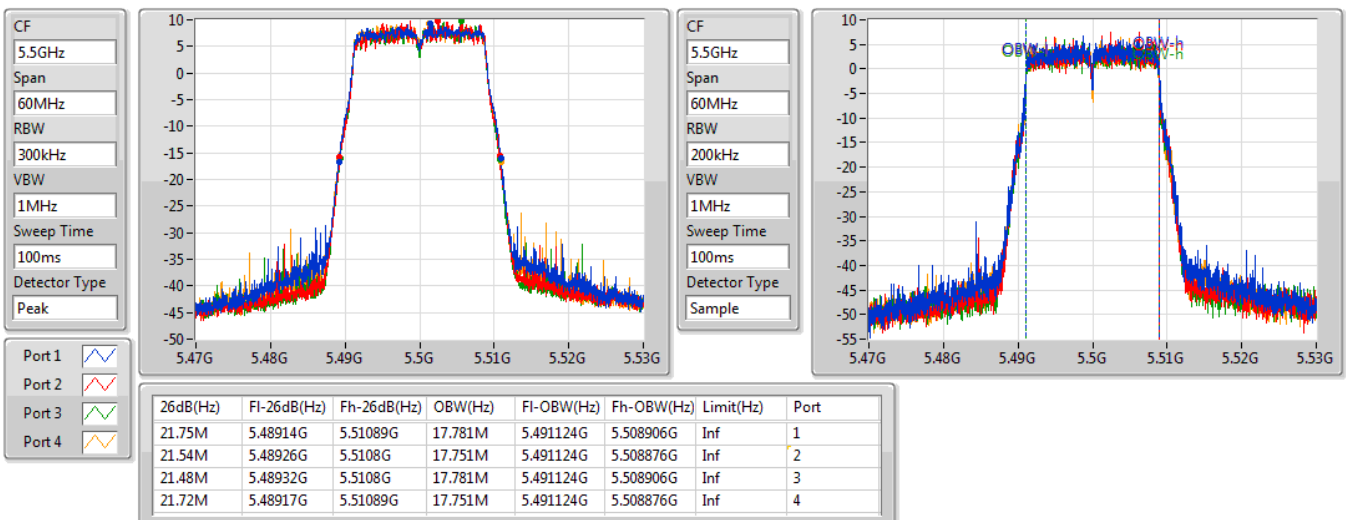 CF
5.5GHz
Span
60MHz
RBW
300kHz
VBW
1MHz
Sweep Time
100ms
Detector Type
Peak
10
5
0
-5
-10
-15
-20
-25
-30
-35
-40
-45
-50
5.47G 5.48G 5.49G 5.5G 5.51G 5.52G 5.53G
CF
5.5GHz
Span
60MHz
RBW
200kHz
VBW
1MHz
Sweep Time
100ms
Detector Type
Sample
10
5
0
-5
-10
-15
-20
-25
-30
-35
-40
-45
-50
-55
OBW-h
5.47G 5.48G 5.49G 5.5G 5.51G 5.52G 5.53G
Port 1
Port 2
Port 3
Port 4
26dB(Hz) Fl-26dB(Hz) Fh-26dB(Hz) OBW(Hz) Fl-OBW(Hz) Fh-OBW(Hz) Limit(Hz) Port
21.75M 5.48914G 5.51089G 17.781M 5.491124G 5.508906G Inf 1
21.54M 5.48926G 5.5108G 17.751M 5.491124G 5.508876G Inf 2
21.48M 5.48932G 5.5108G 17.781M 5.491124G 5.508906G Inf 3
21.72M 5.48917G 5.51089G 17.751M 5.491124G 5.508876G Inf 4